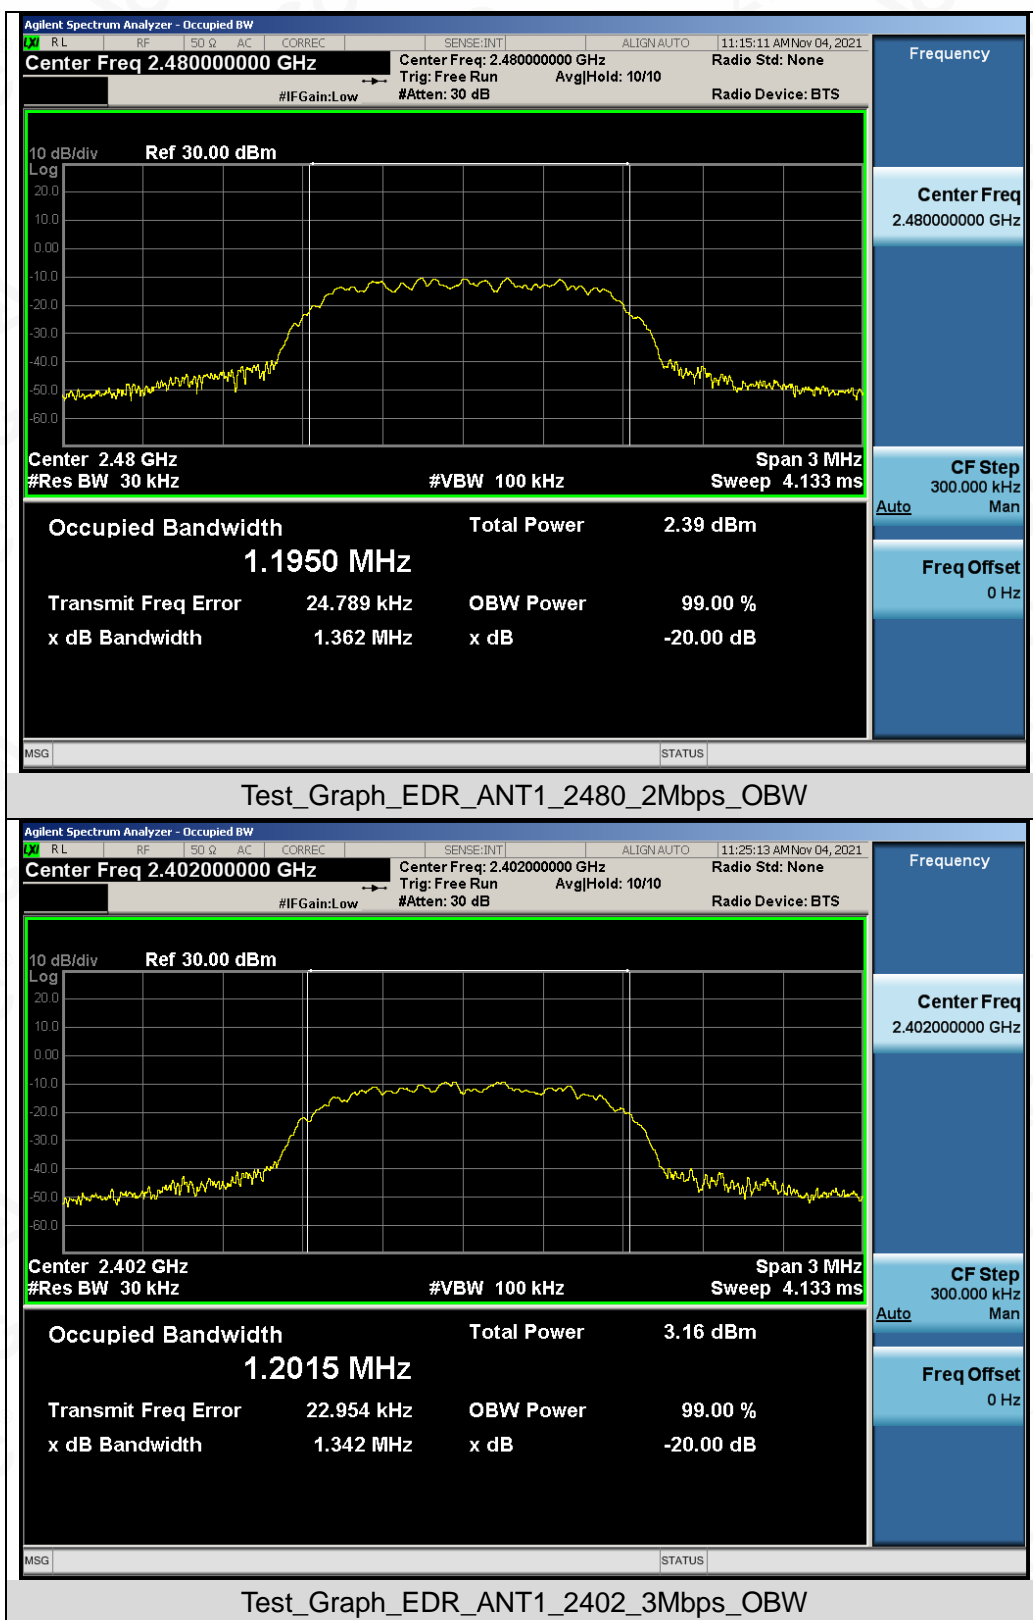 Agilent Spectrum Analyzer - Occupied BW
LXI RL RF 50 Ω AC CORREC SENSE:INT ALIGN AUTO 11:15:11 AM Nov 04, 2021
Center Freq 2.480000000 GHz Center Freq: 2.480000000 GHz Radio Std: None Frequency
Trig: Free Run Avg|Hold: 10/10
#IFGain:Low #Atten: 30 dB Radio Device: BTS
10 dB/div Ref 30.00 dBm
Log
20.0
10.0
0.00
-10.0
-20.0
-30.0
-40.0
-50.0
-60.0
Center 2.48 GHz Span 3 MHz
#Res BW 30 kHz #VBW 100 kHz Sweep 4.133 ms
Center Freq
2.480000000 GHz
CF Step
300.000 kHz
Auto Man
Freq Offset
0 Hz
Occupied Bandwidth Total Power 2.39 dBm
1.1950 MHz
Transmit Freq Error 24.789 kHz OBW Power 99.00 %
x dB Bandwidth 1.362 MHz x dB -20.00 dB
MSG STATUS
Test_Graph_EDR_ANT1_2480_2Mbps_OBW
Agilent Spectrum Analyzer - Occupied BW
LXI RL RF 50 Ω AC CORREC SENSE:INT ALIGN AUTO 11:25:13 AM Nov 04, 2021
Center Freq 2.402000000 GHz Center Freq: 2.402000000 GHz Radio Std: None Frequency
Trig: Free Run Avg|Hold: 10/10
#IFGain:Low #Atten: 30 dB Radio Device: BTS
10 dB/div Ref 30.00 dBm
Log
20.0
10.0
0.00
-10.0
-20.0
-30.0
-40.0
-50.0
-60.0
Center 2.402 GHz Span 3 MHz
#Res BW 30 kHz #VBW 100 kHz Sweep 4.133 ms
Center Freq
2.402000000 GHz
CF Step
300.000 kHz
Auto Man
Freq Offset
0 Hz
Occupied Bandwidth Total Power 3.16 dBm
1.2015 MHz
Transmit Freq Error 22.954 kHz OBW Power 99.00 %
x dB Bandwidth 1.342 MHz x dB -20.00 dB
MSG STATUS
Test_Graph_EDR_ANT1_2402_3Mbps_OBW